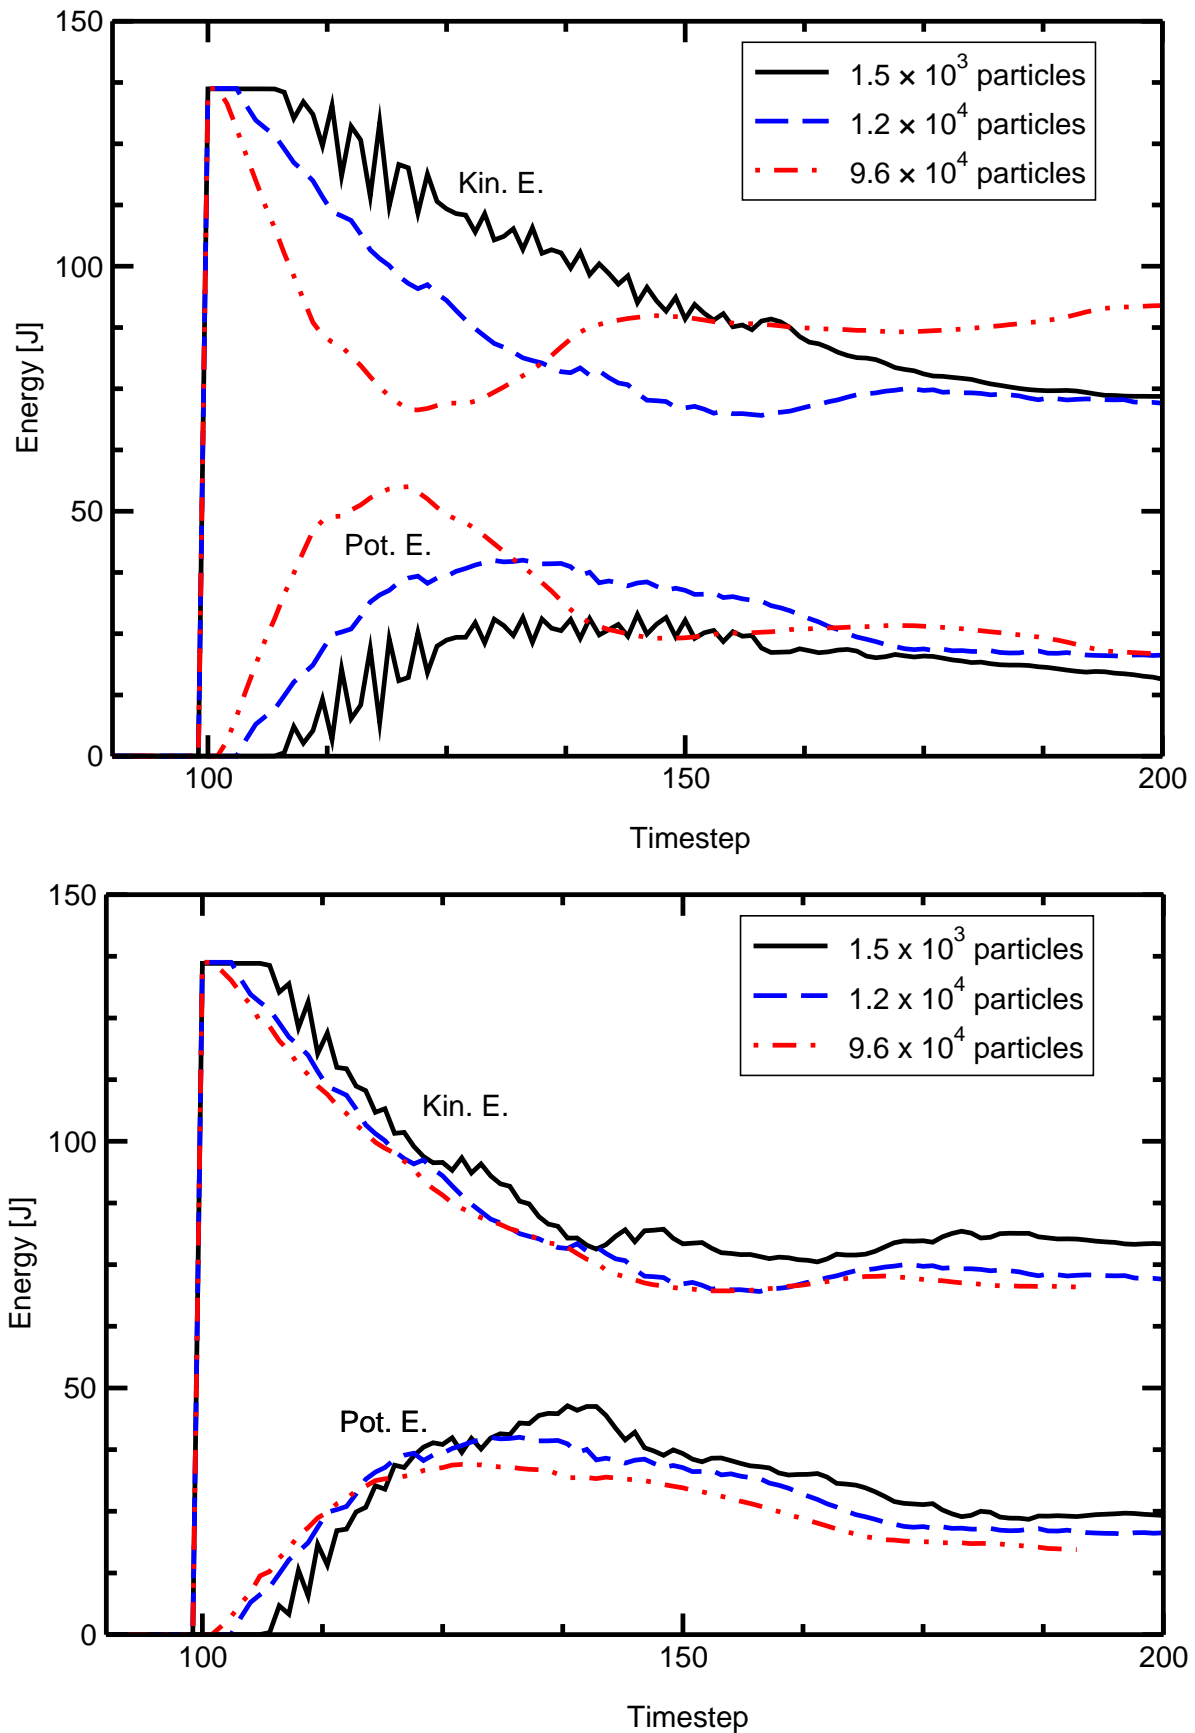 150
1.5 × 10³ particles
1.2 × 10⁴ particles
9.6 × 10⁴ particles
Kin. E.
100
Energy [J]
50
Pot. E.
0
100 150 200
Timestep
150
1.5 x 10³ particles
1.2 x 10⁴ particles
9.6 x 10⁴ particles
Kin. E.
100
Energy [J]
50
Pot. E.
0
100 150 200
Timestep